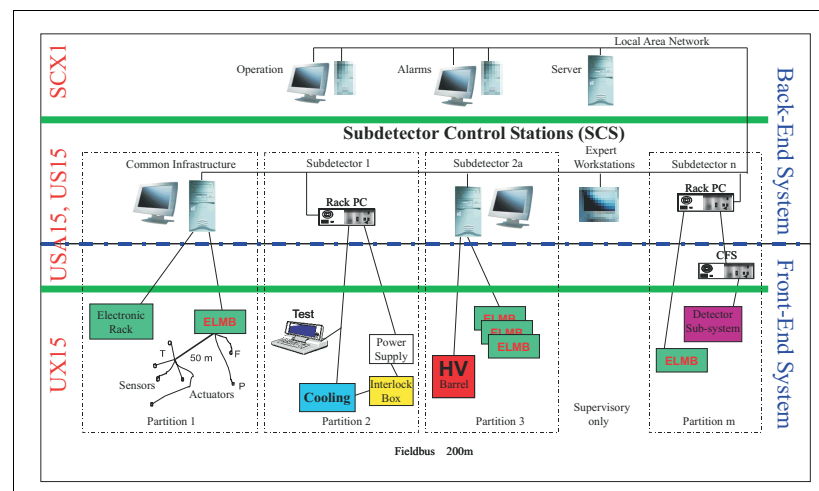 Local Area Network
Operation
Alarms
Server
SCX1
Back-End System
Subdetector Control Stations (SCS)
Common Infrastructure
Subdetector 1
Subdetector 2a
Expert
Workstations
Subdetector n
Rack PC
Rack PC
USA15, US15
CFS
Front-End System
UX15
Electronic
Rack
ELMB
Test
Power
Supply
ELMB
ELMB
ELMB
Detector
Sub-system
T
50 m
F
Sensors
Actuators
P
Cooling
Interlock
Box
HV
Barrel
ELMB
Supervisory
only
Partition 1
Partition 2
Partition 3
Partition m
Fieldbus 200m